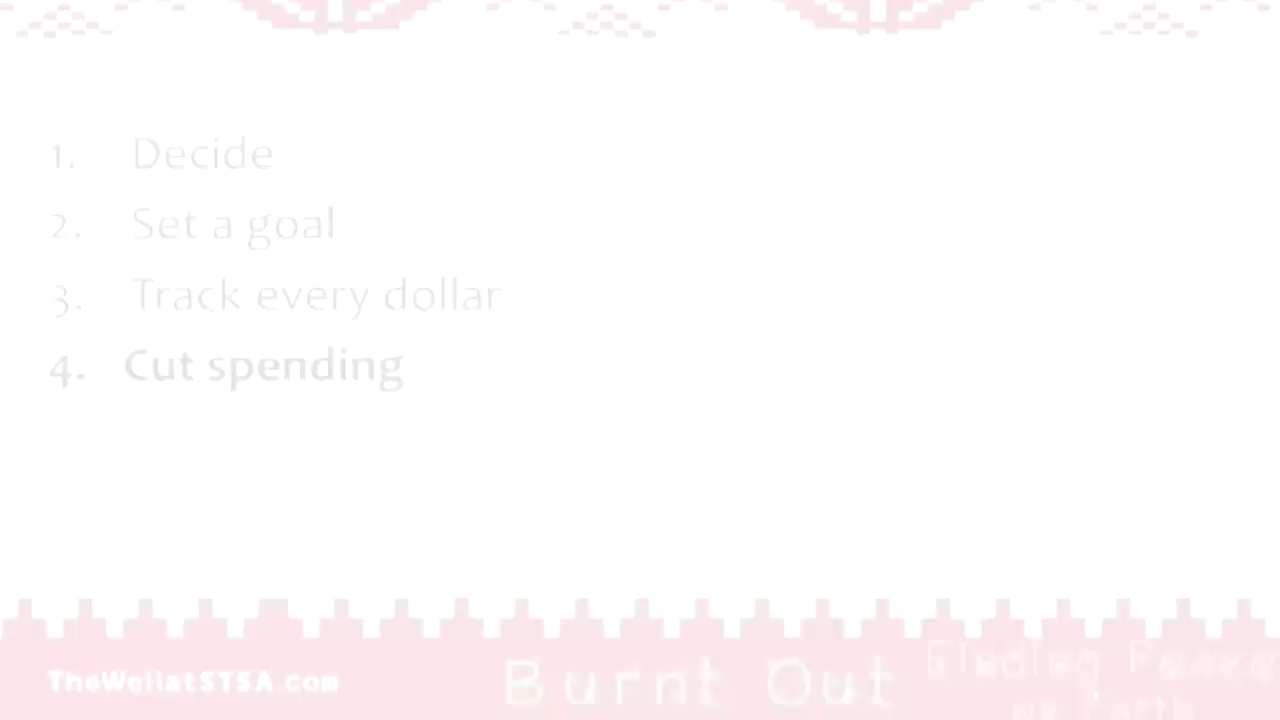 1. Decide
2. Set a goal
3. Track every dollar
4. Cut spending
TheWellatSTSA.com
Burnt Out